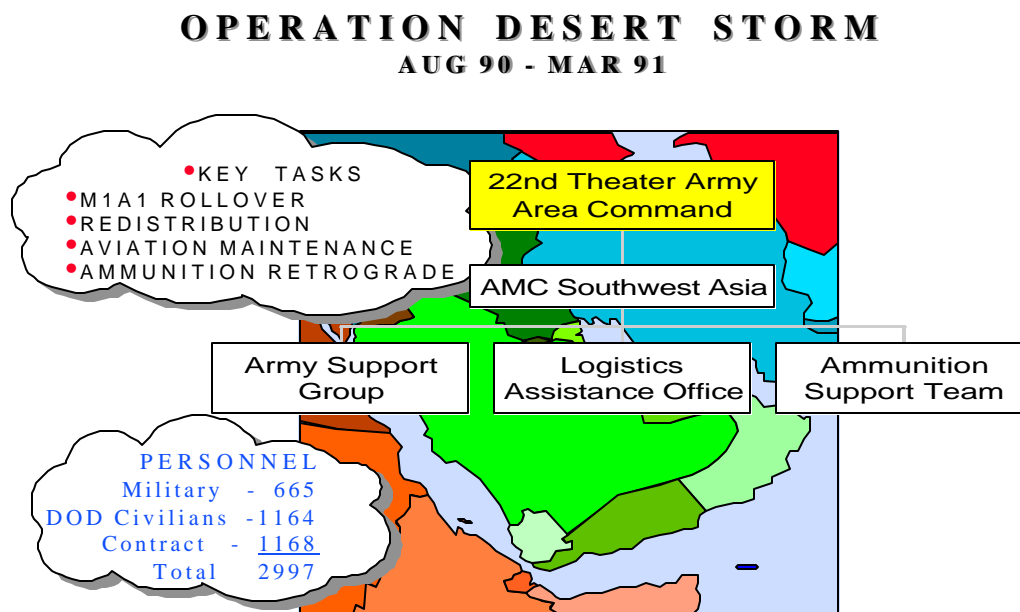 OPERATION DESERT STORM
AUG 90 - MAR 91
•KEY TASKS
•M1A1 ROLLOVER
•REDISTRIBUTION
•AVIATION MAINTENANCE
•AMMUNITION RETROGRADE
22nd Theater Army
Area Command
AMC Southwest Asia
Army Support
Group
Logistics
Assistance Office
Ammunition
Support Team
PERSONNEL
Military - 665
DOD Civilians -1164
Contract - 1168
Total 2997